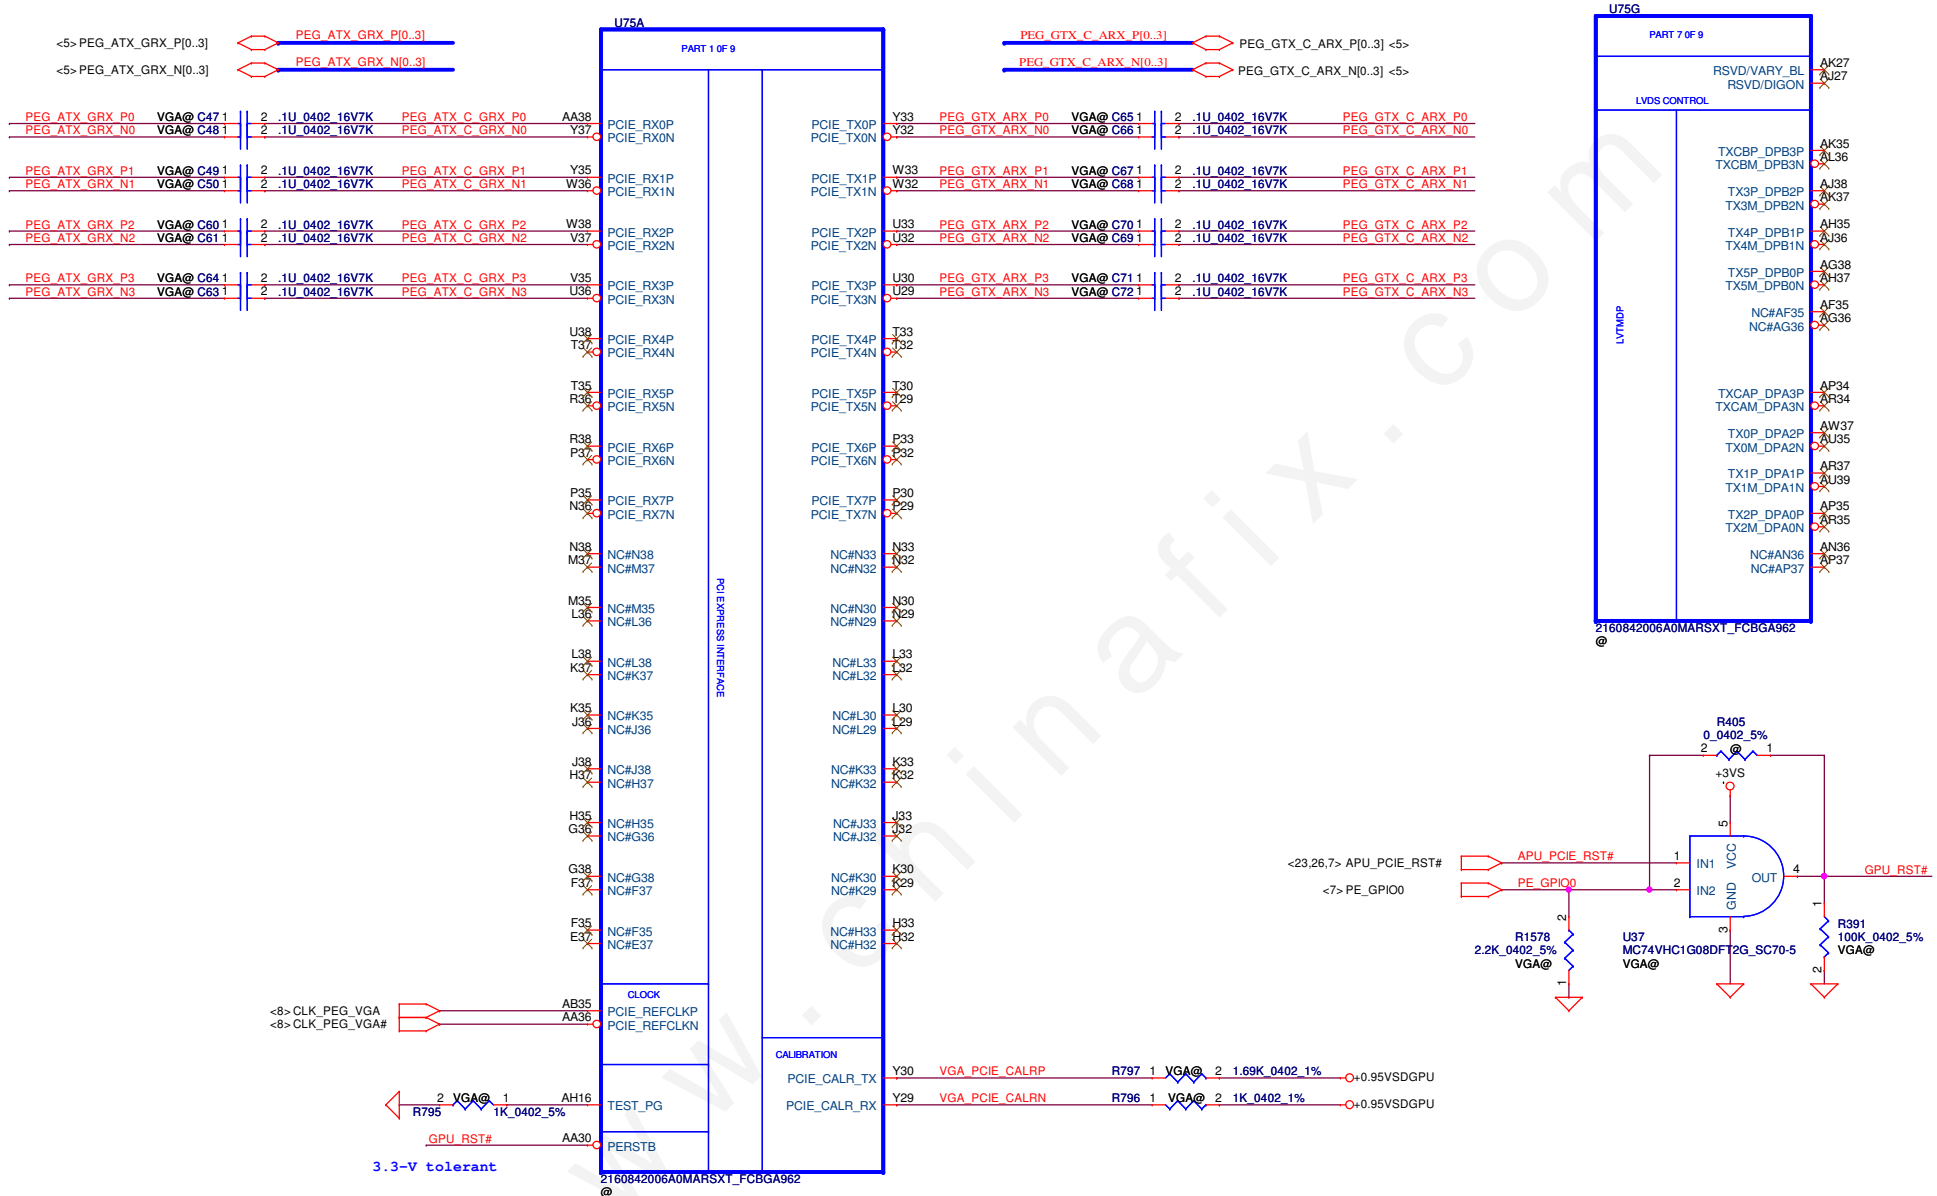 U75A
PART 1 0F 9
<5> PEG_ATX_GRX_P[0..3] PEG_ATX_GRX_P[0..3]
<5> PEG_ATX_GRX_N[0..3] PEG_ATX_GRX_N[0..3]
PEG_GTX_C_ARX_P[0..3] PEG_GTX_C_ARX_P[0..3] <5>
PEG_GTX_C_ARX_N[0..3] PEG_GTX_C_ARX_N[0..3] <5>
PEG_ATX_GRX_P0 VGA@ C47 1 2 .1U_0402_16V7K PEG_ATX_C_GRX_P0 AA38 PCIE_RX0P
PEG_ATX_GRX_N0 VGA@ C48 1 2 .1U_0402_16V7K PEG_ATX_C_GRX_N0 Y37 PCIE_RX0N
PEG_ATX_GRX_P1 VGA@ C49 1 2 .1U_0402_16V7K PEG_ATX_C_GRX_P1 Y35 PCIE_RX1P
PEG_ATX_GRX_N1 VGA@ C50 1 2 .1U_0402_16V7K PEG_ATX_C_GRX_N1 W36 PCIE_RX1N
PEG_ATX_GRX_P2 VGA@ C60 1 2 .1U_0402_16V7K PEG_ATX_C_GRX_P2 W38 PCIE_RX2P
PEG_ATX_GRX_N2 VGA@ C61 1 2 .1U_0402_16V7K PEG_ATX_C_GRX_N2 V37 PCIE_RX2N
PEG_ATX_GRX_P3 VGA@ C64 1 2 .1U_0402_16V7K PEG_ATX_C_GRX_P3 V35 PCIE_RX3P
PEG_ATX_GRX_N3 VGA@ C63 1 2 .1U_0402_16V7K PEG_ATX_C_GRX_N3 U36 PCIE_RX3N
U38 PCIE_RX4P
T37 PCIE_RX4N
T35 PCIE_RX5P
R36 PCIE_RX5N
R38 PCIE_RX6P
P37 PCIE_RX6N
P35 PCIE_RX7P
N36 PCIE_RX7N
N38 NC#N38
M37 NC#M37
M35 NC#M35
L36 NC#L36
L38 NC#L38
K37 NC#K37
K35 NC#K35
J36 NC#J36
J38 NC#J38
H37 NC#H37
H35 NC#H35
G36 NC#G36
G38 NC#G38
F37 NC#F37
F35 NC#F35
E37 NC#E37
PCI EXPRESS INTERFACE
PCIE_TX0P Y33 PEG_GTX_ARX_P0 VGA@ C65 1 2 .1U_0402_16V7K PEG_GTX_C_ARX_P0
PCIE_TX0N Y32 PEG_GTX_ARX_N0 VGA@ C66 1 2 .1U_0402_16V7K PEG_GTX_C_ARX_N0
PCIE_TX1P W33 PEG_GTX_ARX_P1 VGA@ C67 1 2 .1U_0402_16V7K PEG_GTX_C_ARX_P1
PCIE_TX1N W32 PEG_GTX_ARX_N1 VGA@ C68 1 2 .1U_0402_16V7K PEG_GTX_C_ARX_N1
PCIE_TX2P U33 PEG_GTX_ARX_P2 VGA@ C70 1 2 .1U_0402_16V7K PEG_GTX_C_ARX_P2
PCIE_TX2N U32 PEG_GTX_ARX_N2 VGA@ C69 1 2 .1U_0402_16V7K PEG_GTX_C_ARX_N2
PCIE_TX3P U30 PEG_GTX_ARX_P3 VGA@ C71 1 2 .1U_0402_16V7K PEG_GTX_C_ARX_P3
PCIE_TX3N U29 PEG_GTX_ARX_N3 VGA@ C72 1 2 .1U_0402_16V7K PEG_GTX_C_ARX_N3
PCIE_TX4P T33
PCIE_TX4N T32
PCIE_TX5P T30
PCIE_TX5N T29
PCIE_TX6P P33
PCIE_TX6N P32
PCIE_TX7P P30
PCIE_TX7N P29
NC#N33 N33
NC#N32 N32
NC#N30 N30
NC#N29 N29
NC#L33 L33
NC#L32 L32
NC#L30 L30
NC#L29 L29
NC#K33 K33
NC#K32 K32
NC#J33 J33
NC#J32 J32
NC#K30 K30
NC#K29 K29
NC#H33 H33
NC#H32 H32
CLOCK
<8> CLK_PEG_VGA AB35 PCIE_REFCLKP
<8> CLK_PEG_VGA# AA36 PCIE_REFCLKN
2 VGA@ 1 AH16 TEST_PG
R795 1K_0402_5%
GPU_RST# AA30 PERSTB
3.3-V tolerant
CALIBRATION
PCIE_CALR_TX Y30 VGA_PCIE_CALRP R797 1 VGA@ 2 1.69K_0402_1% +0.95VSDGPU
PCIE_CALR_RX Y29 VGA_PCIE_CALRN R796 1 VGA@ 2 1K_0402_1% +0.95VSDGPU
2160842006A0MARSXT_FCBGA962
@
U75G
PART 7 0F 9
RSVD/VARY_BL AK27
RSVD/DIGON AJ27
LVDS CONTROL
TXCBP_DPB3P AK35
TXCBM_DPB3N AL36
TX3P_DPB2P AJ38
TX3M_DPB2N AK37
TX4P_DPB1P AH35
TX4M_DPB1N AJ36
TX5P_DPB0P AG38
TX5M_DPB0N AH37
NC#AF35 AF35
NC#AG36 AG36
LVTMDP
TXCAP_DPA3P AP34
TXCAM_DPA3N AR34
TX0P_DPA2P AW37
TX0M_DPA2N AU35
TX1P_DPA1P AR37
TX1M_DPA1N AU39
TX2P_DPA0P AP35
TX2M_DPA0N AR35
NC#AN36 AN36
NC#AP37 AP37
2160842006A0MARSXT_FCBGA962
@
R405
0_0402_5%
2 @ 1
+3VS
5
VCC
<23,26,7> APU_PCIE_RST# APU_PCIE_RST# 1 IN1
<7> PE_GPIO0 PE_GPIO0 2 IN2
OUT 4 GPU_RST#
GND
3
2
R1578
2.2K_0402_5%
VGA@
1
U37
MC74VHC1G08DFT2G_SC70-5
VGA@
1
R391
100K_0402_5%
VGA@
2
w.chinafix.com